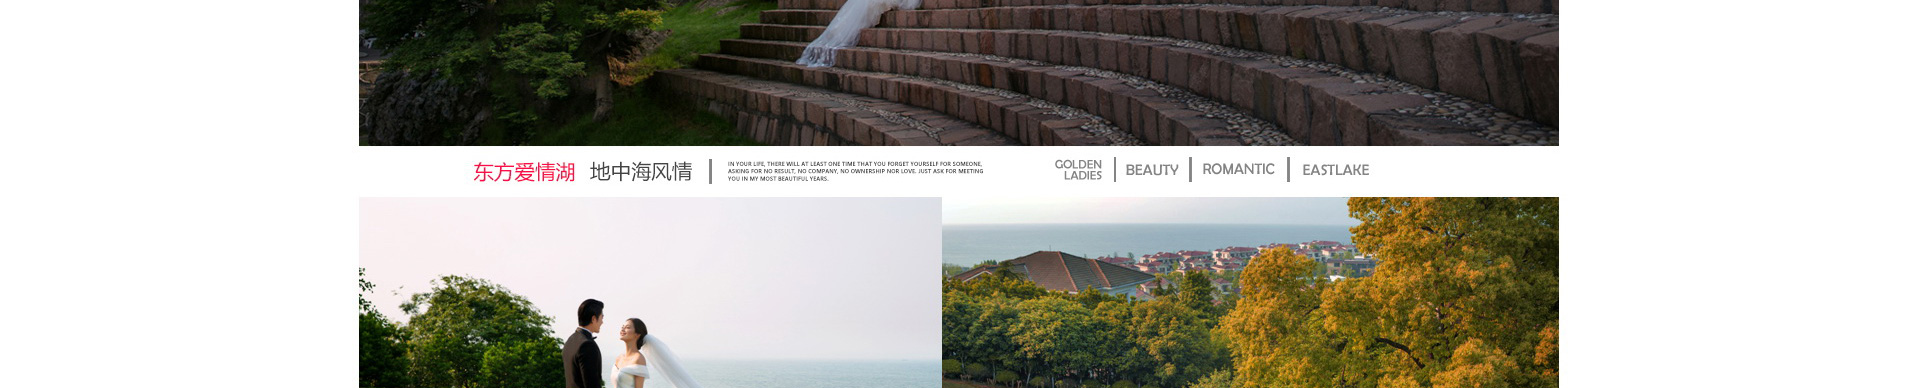 东方爱情湖 地中海风情
IN YOUR LIFE, THERE WILL AT LEAST ONE TIME THAT YOU FORGET YOURSELF FOR SOMEONE,
ASKING FOR NO RESULT, NO COMPANY, NO OWNERSHIP NOR LOVE. JUST ASK FOR MEETING
YOU IN MY MOST BEAUTIFUL YEARS.
GOLDEN
LADIES
BEAUTY
ROMANTIC
EASTLAKE